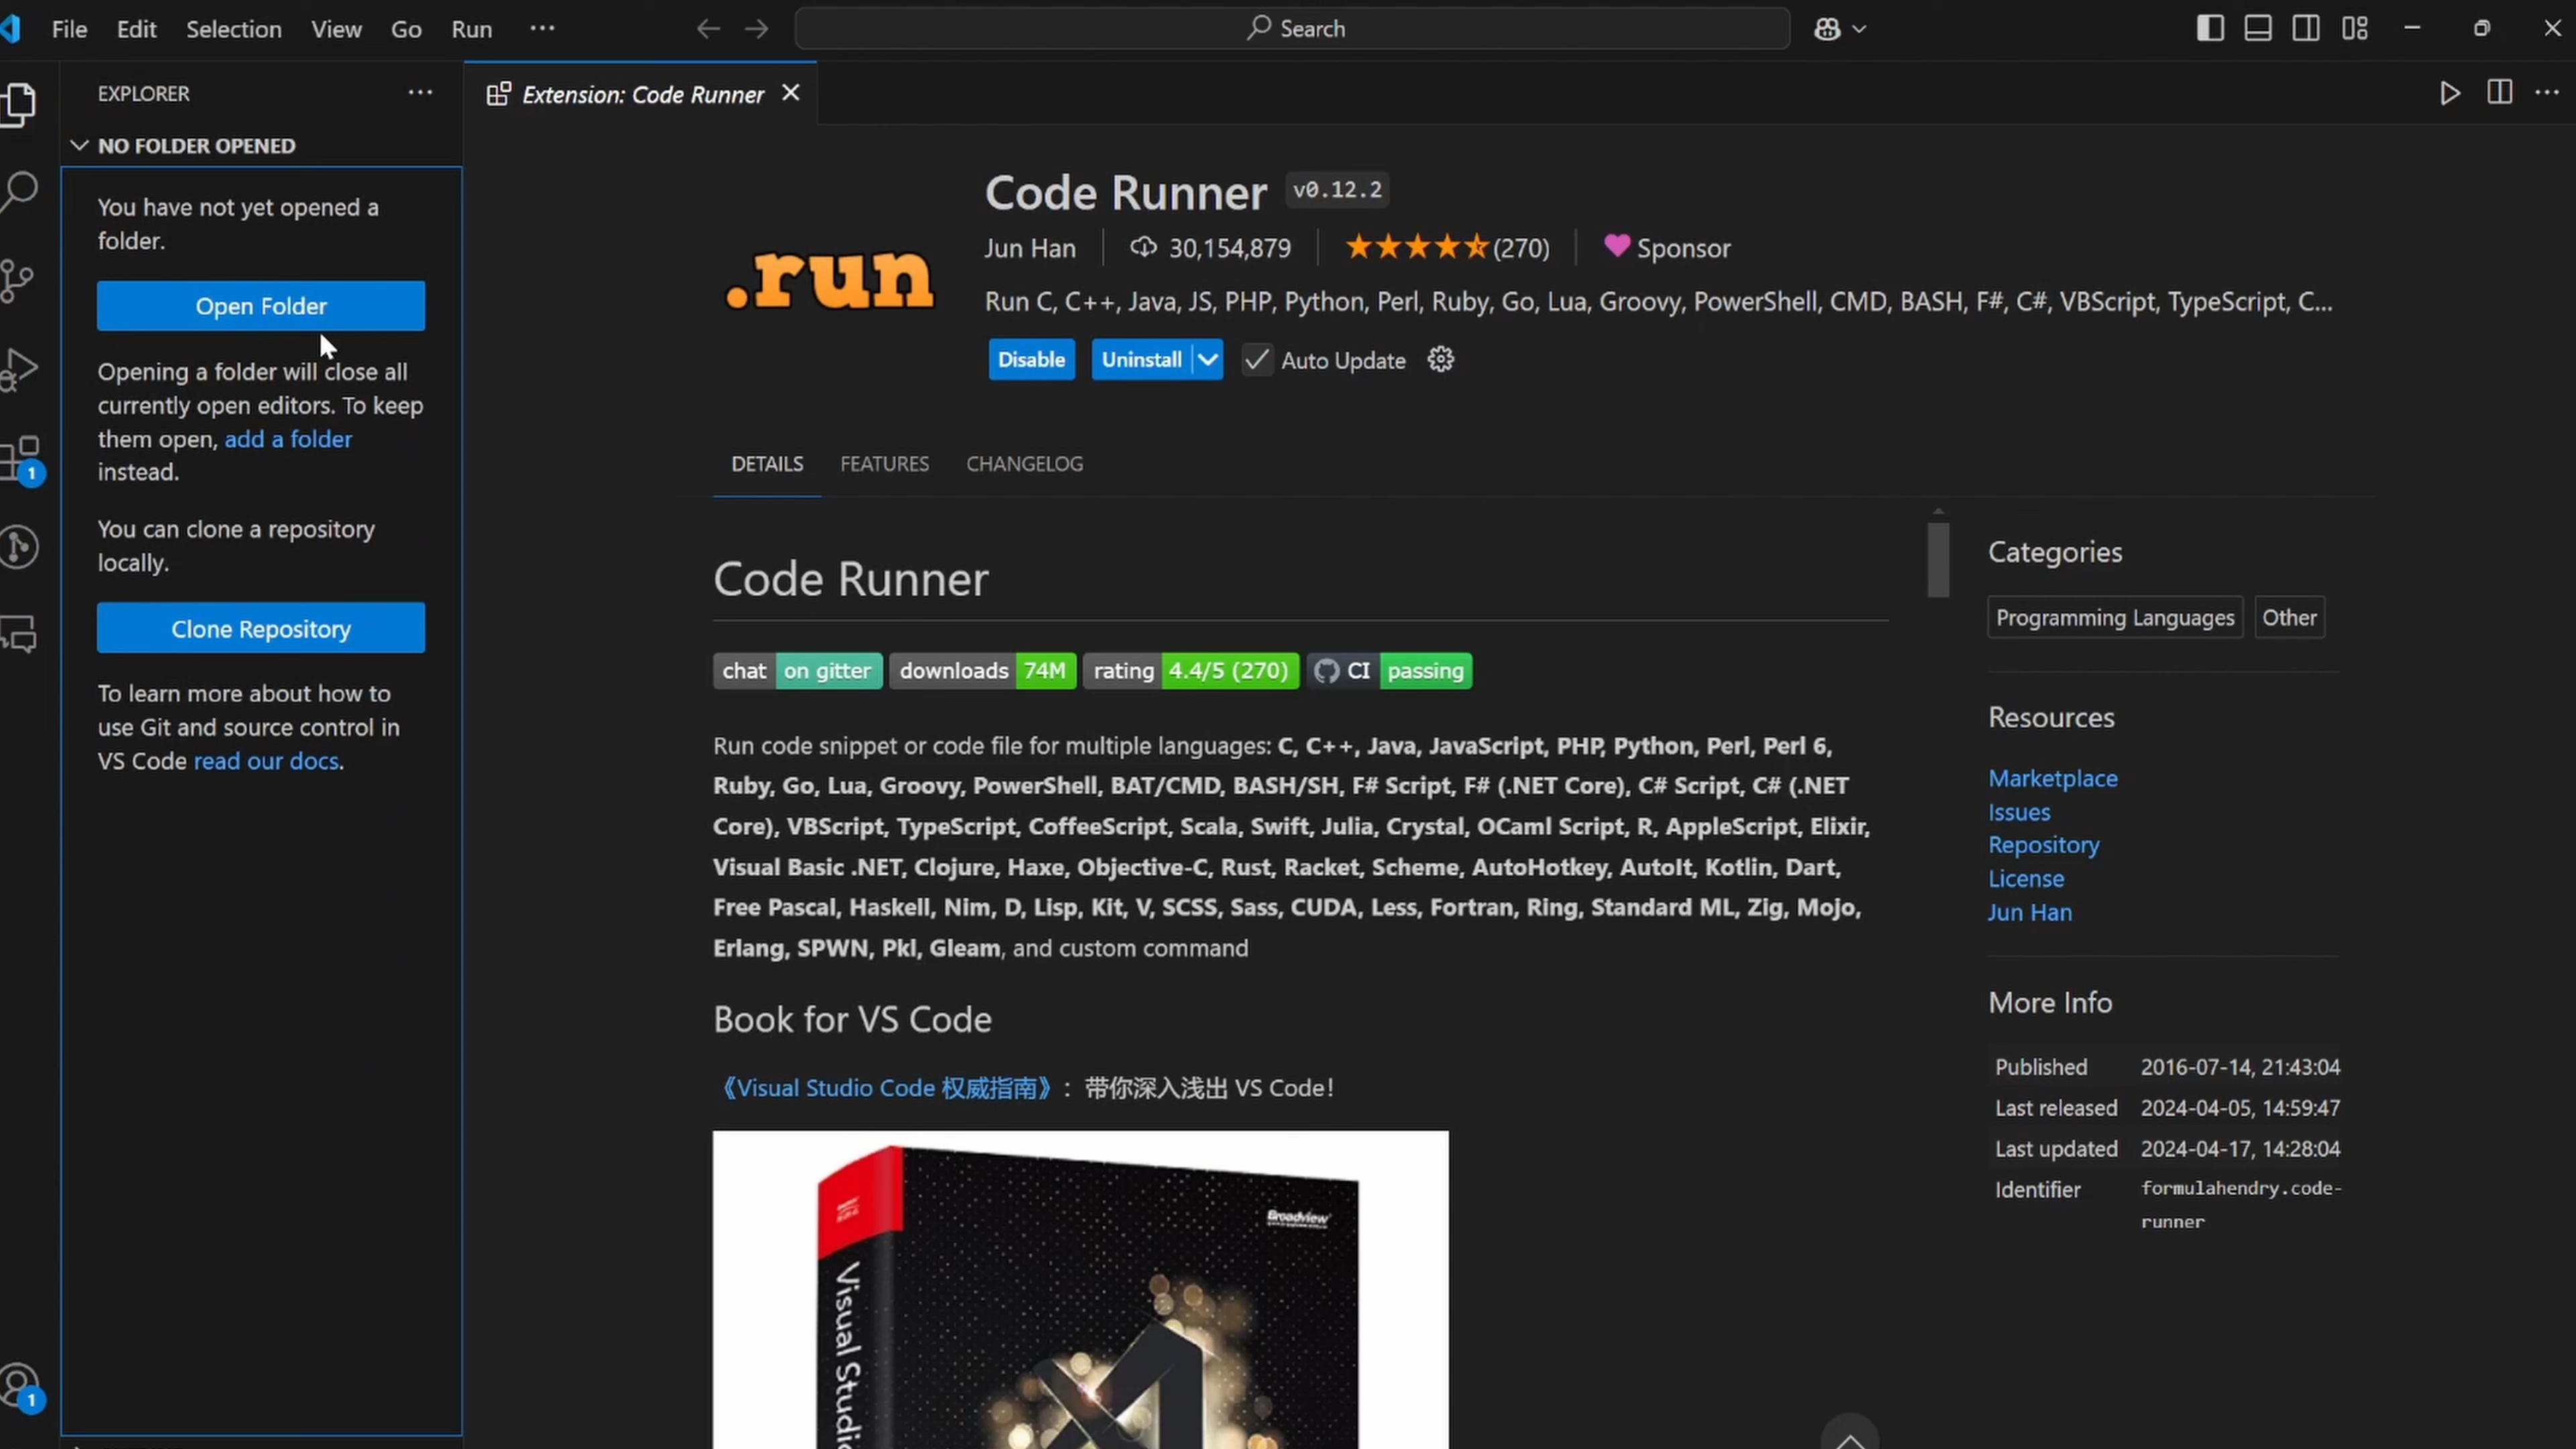 File Edit Selection View Go Run ···
Search
EXPLORER ···
Extension: Code Runner
NO FOLDER OPENED
You have not yet opened a
folder.
Open Folder
Opening a folder will close all
currently open editors. To keep
them open, add a folder
instead.
You can clone a repository
locally.
Clone Repository
To learn more about how to
use Git and source control in
VS Code read our docs.
1
1
.run
Code Runner v0.12.2
Jun Han 30,154,879 (270) Sponsor
Run C, C++, Java, JS, PHP, Python, Perl, Ruby, Go, Lua, Groovy, PowerShell, CMD, BASH, F#, C#, VBScript, TypeScript, C...
Disable Uninstall Auto Update
DETAILS FEATURES CHANGELOG
Code Runner
chat on gitter downloads 74M rating 4.4/5 (270) CI passing
Run code snippet or code file for multiple languages: C, C++, Java, JavaScript, PHP, Python, Perl, Perl 6,
Ruby, Go, Lua, Groovy, PowerShell, BAT/CMD, BASH/SH, F# Script, F# (.NET Core), C# Script, C# (.NET
Core), VBScript, TypeScript, CoffeeScript, Scala, Swift, Julia, Crystal, OCaml Script, R, AppleScript, Elixir,
Visual Basic .NET, Clojure, Haxe, Objective-C, Rust, Racket, Scheme, AutoHotkey, AutoIt, Kotlin, Dart,
Free Pascal, Haskell, Nim, D, Lisp, Kit, V, SCSS, Sass, CUDA, Less, Fortran, Ring, Standard ML, Zig, Mojo,
Erlang, SPWN, Pkl, Gleam, and custom command
Book for VS Code
《Visual Studio Code 权威指南》：带你深入浅出 VS Code！
Broadview
Visual Studio
Categories
Programming Languages Other
Resources
Marketplace
Issues
Repository
License
Jun Han
More Info
Published 2016-07-14, 21:43:04
Last released 2024-04-05, 14:59:47
Last updated 2024-04-17, 14:28:04
Identifier formulahendry.code-
runner